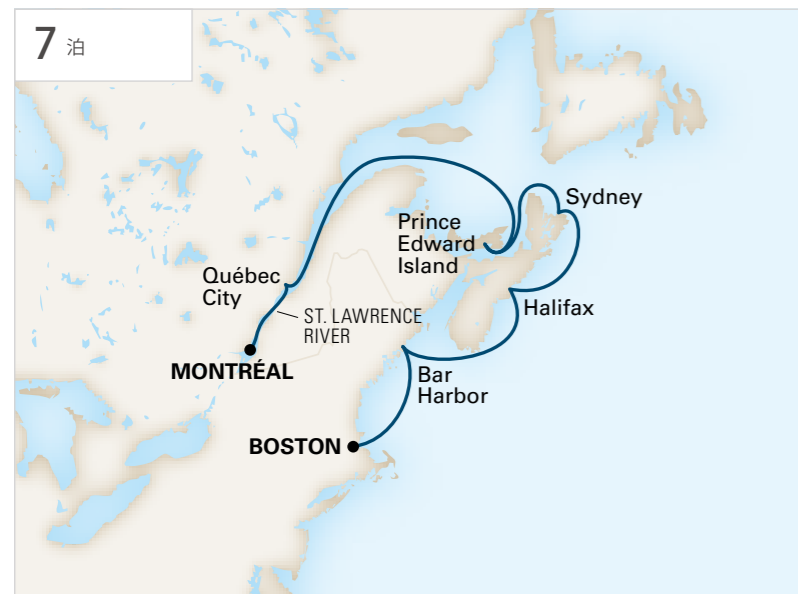 7 泊
Sydney
Prince
Edward
Island
Québec
City
Halifax
ST. LAWRENCE
RIVER
MONTRÉAL
Bar
Harbor
BOSTON